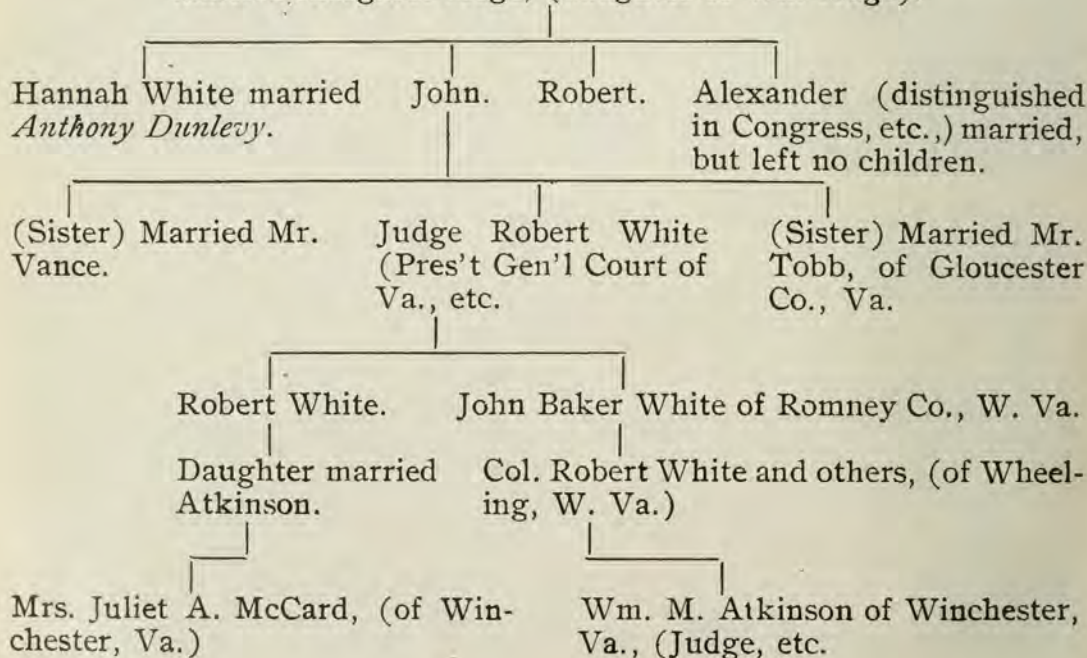 Hannah White married
Anthony Dunlevy.
John.
Robert.
Alexander (distinguished
in Congress, etc.,) married,
but left no children.
(Sister) Married Mr.
Vance.
Judge Robert White
(Pres't Gen'l Court of
Va., etc.
(Sister) Married Mr.
Tobb, of Gloucester
Co., Va.
Robert White.
John Baker White of Romney Co., W. Va.
Daughter married
Atkinson.
Col. Robert White and others, (of Wheel-
ing, W. Va.)
Mrs. Juliet A. McCard, (of Win-
chester, Va.)
Wm. M. Atkinson of Winchester,
Va., (Judge, etc.